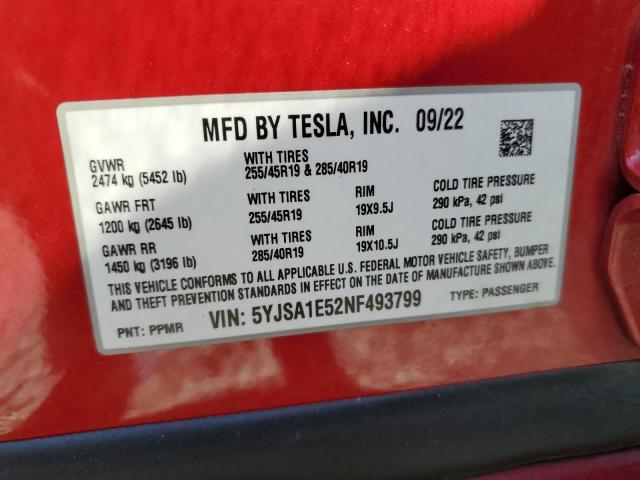 MFD BY TESLA, INC. 09/22
GVWR
2474 kg (5452 lb)
WITH TIRES
255/45R19 & 285/40R19
GAWR FRT
1200 kg (2645 lb)
WITH TIRES
255/45R19
RIM
19X9.5J
COLD TIRE PRESSURE
290 kPa, 42 psi
GAWR RR
1450 kg (3196 lb)
WITH TIRES
285/40R19
RIM
19X10.5J
COLD TIRE PRESSURE
290 kPa, 42 psi
THIS VEHICLE CONFORMS TO ALL APPLICABLE U.S. FEDERAL MOTOR VEHICLE SAFETY, BUMPER
AND THEFT PREVENTION STANDARDS IN EFFECT ON THE DATE OF MANUFACTURE SHOWN ABOVE.
PNT: PPMR
VIN: 5YJSA1E52NF493799
TYPE: PASSENGER